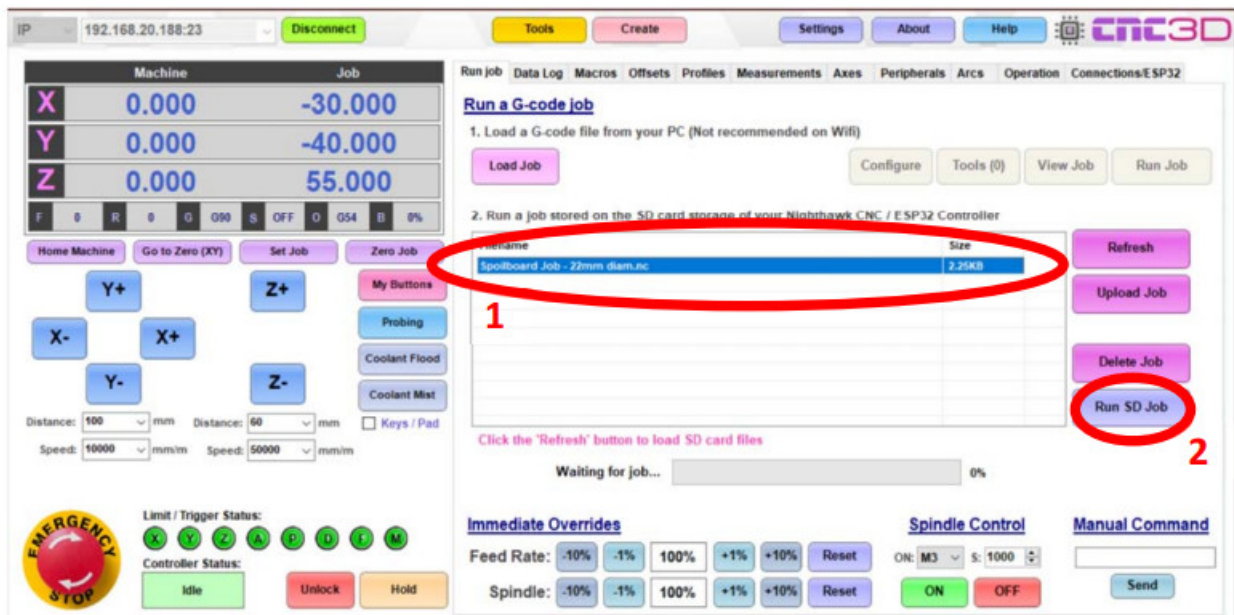 IP 192.168.20.188:23 Disconnect Tools Create Settings About Help CNC3D
Machine Job
X 0.000 -30.000
Y 0.000 -40.000
Z 0.000 55.000
F 0 R 0 G G90 S OFF O G54 B 0%
Home Machine Go to Zero (XY) Set Job Zero Job
Y+ Z+ My Buttons
Probing
X- X+
Coolant Flood
Y- Z- Coolant Mist
Distance: 100 mm Distance: 60 mm Keys / Pad
Speed: 10000 mm/m Speed: 50000 mm/m
EMERGENCY STOP
Limit / Trigger Status:
X Y Z A P D F M
Controller Status:
Idle Unlock Hold
Run job Data Log Macros Offsets Profiles Measurements Axes Peripherals Arcs Operation Connections/ESP32
Run a G-code job
1. Load a G-code file from your PC (Not recommended on Wifi)
Load Job Configure Tools (0) View Job Run Job
2. Run a job stored on the SD card storage of your Nighthawk CNC / ESP32 Controller
Filename Size
Spoilboard Job - 22mm diam.nc 2.25KB
1
Refresh
Upload Job
Delete Job
Run SD Job
2
Click the 'Refresh' button to load SD card files
Waiting for job... 0%
Immediate Overrides
Feed Rate: -10% -1% 100% +1% +10% Reset
Spindle: -10% -1% 100% +1% +10% Reset
Spindle Control
ON: M3 S: 1000
ON OFF
Manual Command
Send